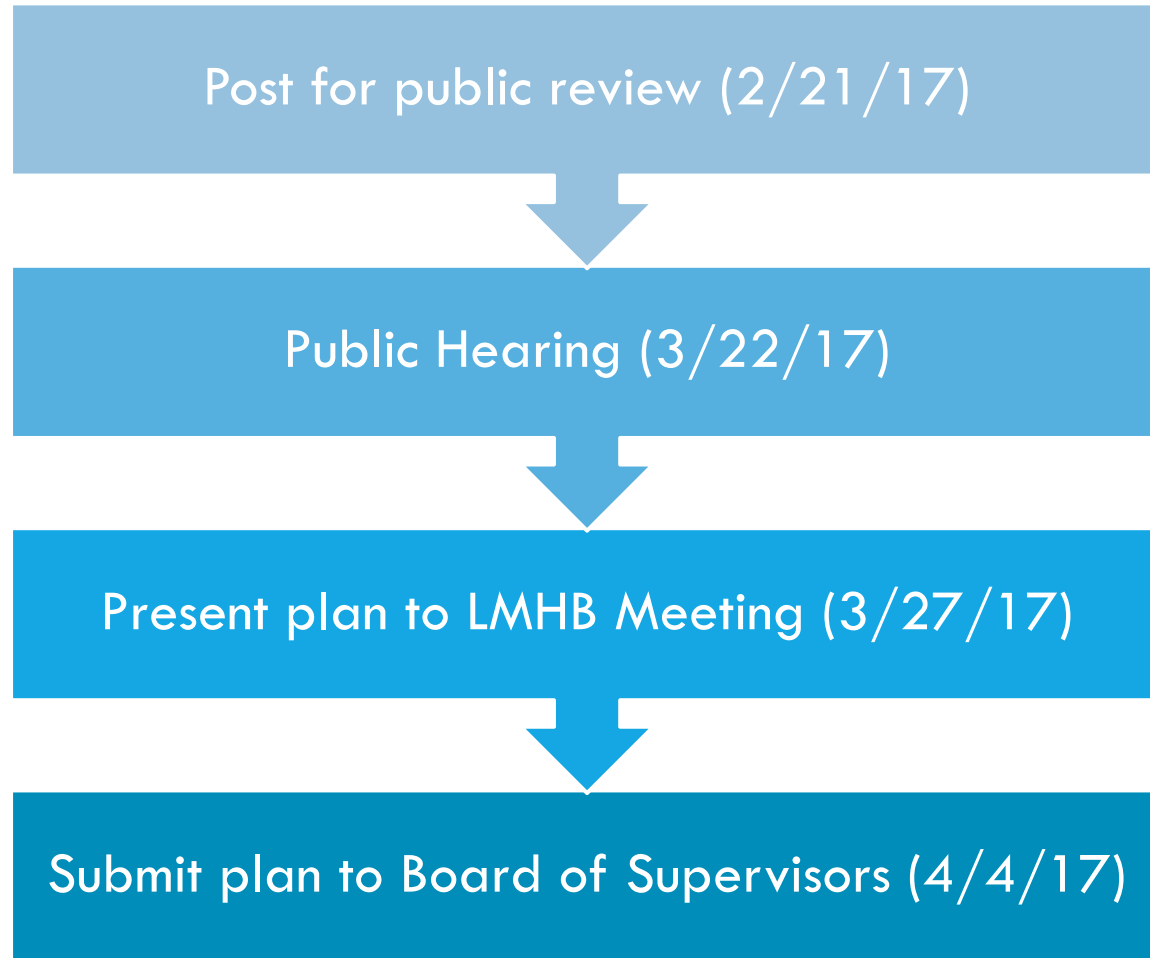 Post for public review (2/21/17)
Public Hearing (3/22/17)
Present plan to LMHB Meeting (3/27/17)
Submit plan to Board of Supervisors (4/4/17)